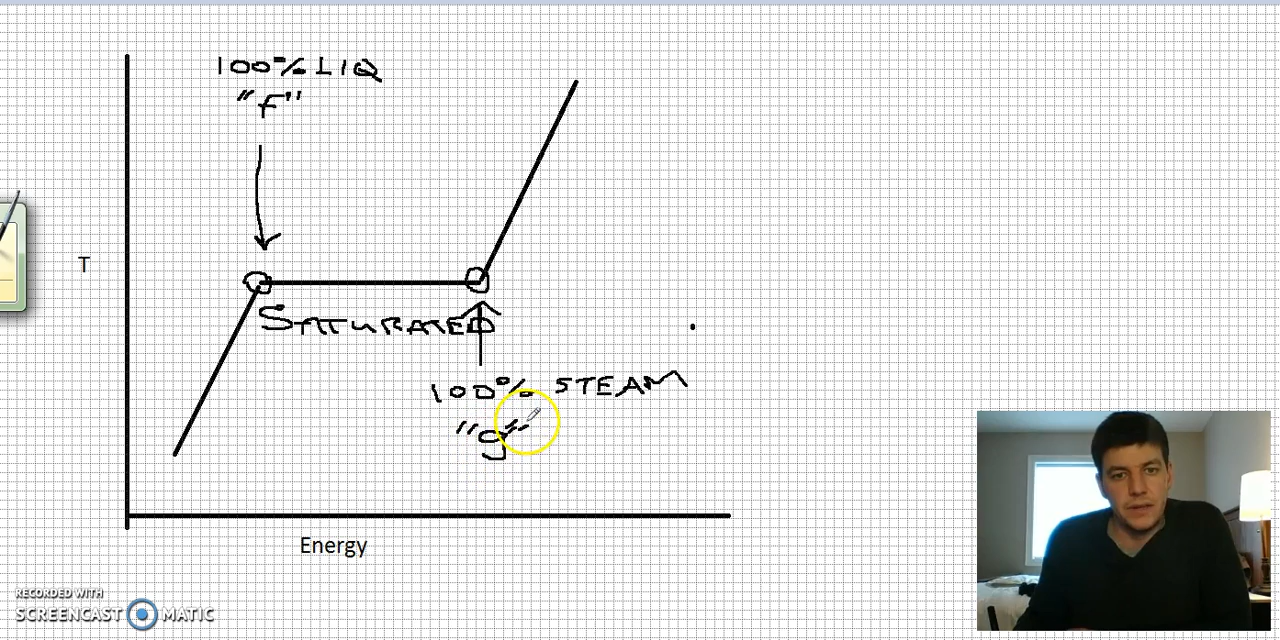 100% LIQ
"f"
T
SATURATED
100% STEAM
"g"
Energy
RECORDED WITH
SCREENCAST MATIC